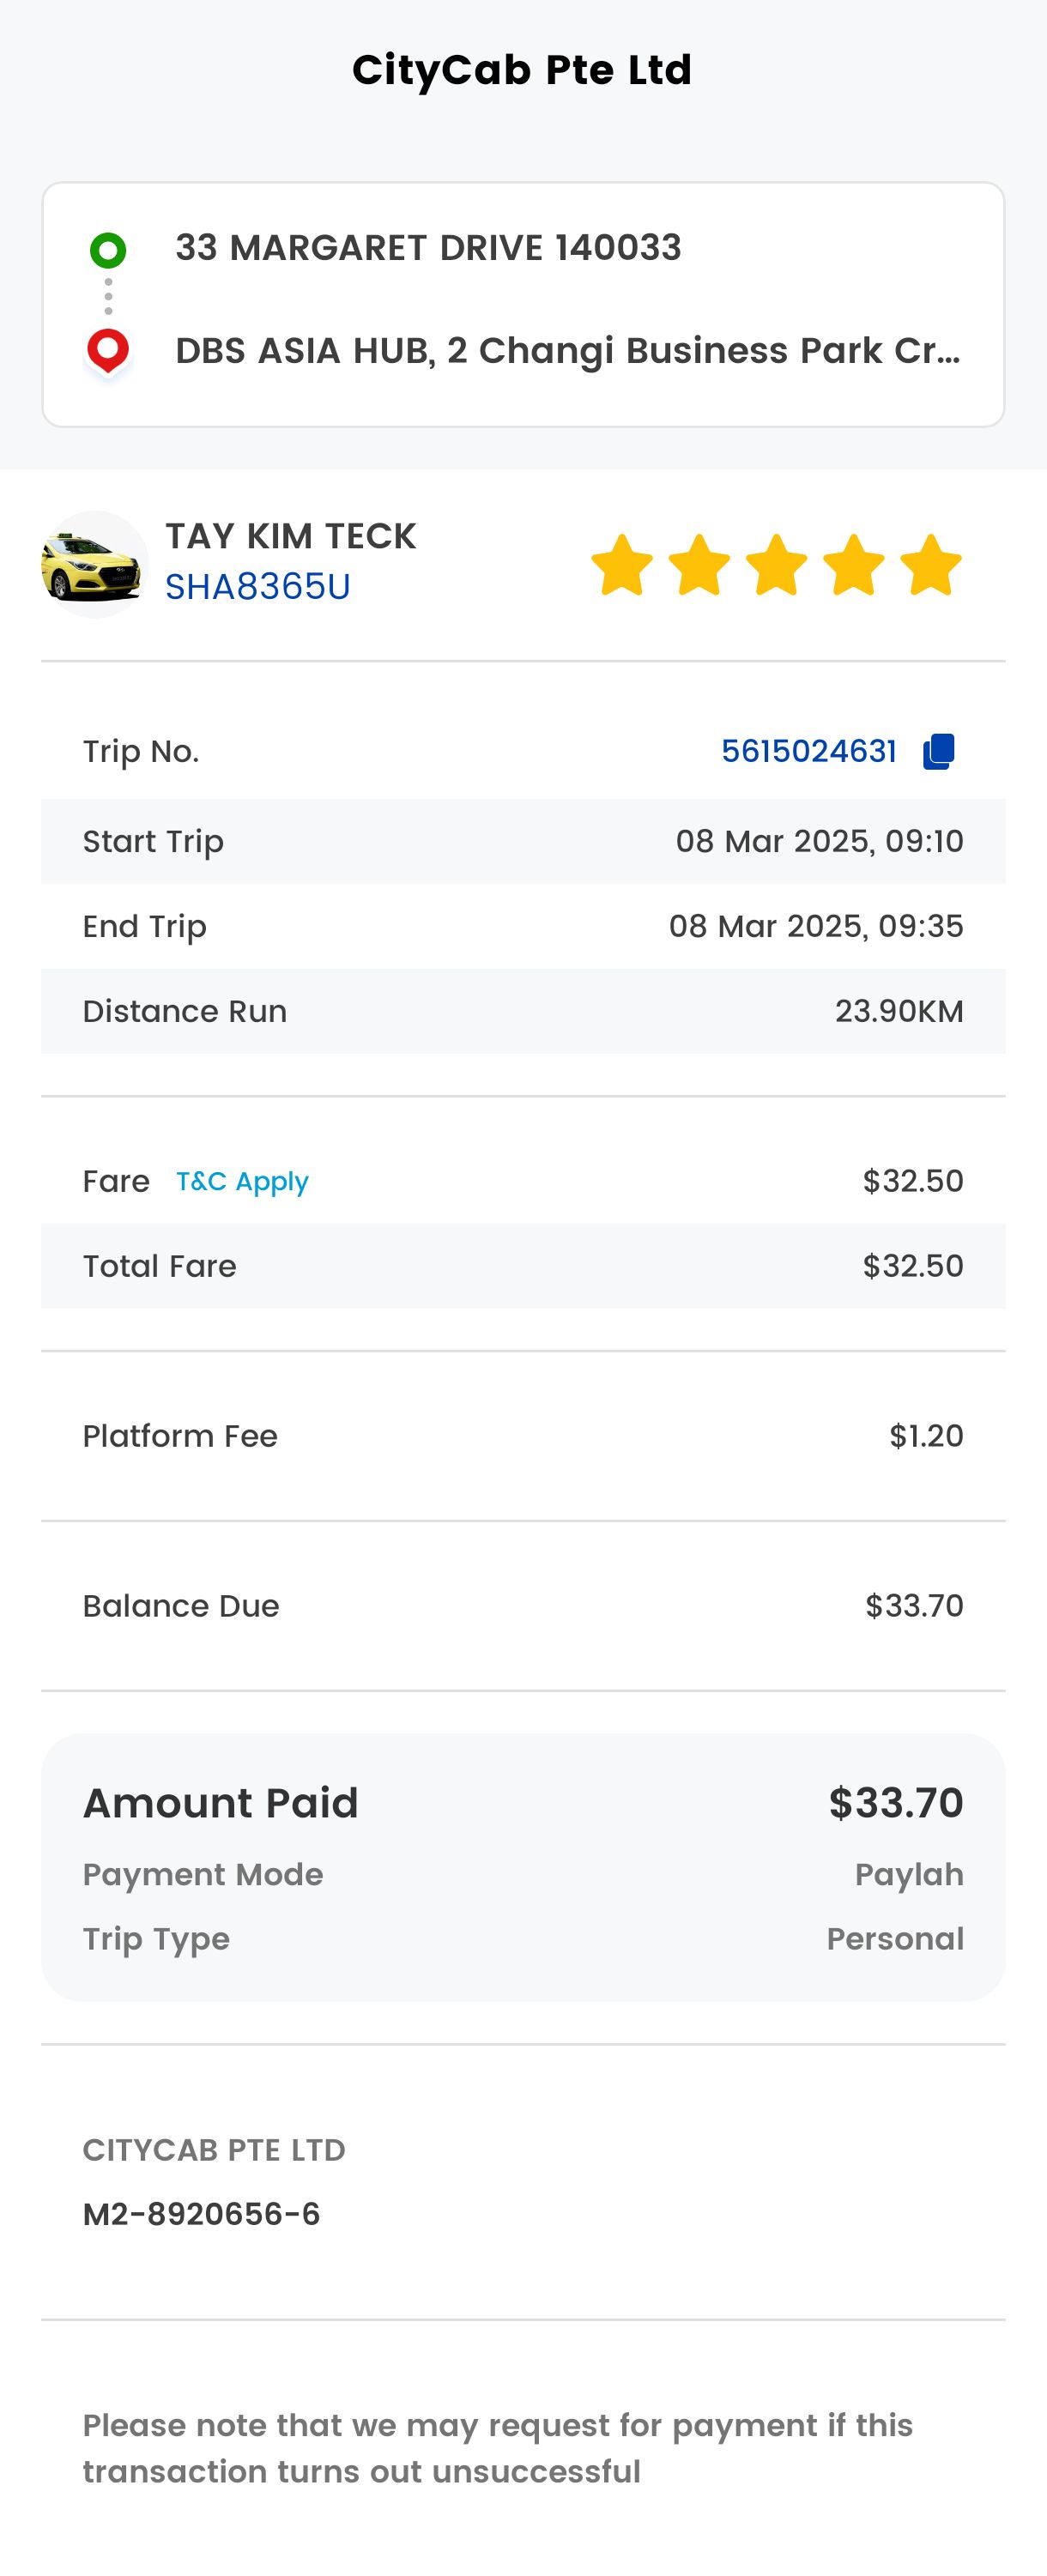 CityCab Pte Ltd
33 MARGARET DRIVE 140033
DBS ASIA HUB, 2 Changi Business Park Cr...
TAY KIM TECK
SHA8365U
Trip No. 5615024631
Start Trip 08 Mar 2025, 09:10
End Trip 08 Mar 2025, 09:35
Distance Run 23.90KM
Fare T&C Apply $32.50
Total Fare $32.50
Platform Fee $1.20
Balance Due $33.70
Amount Paid $33.70
Payment Mode Paylah
Trip Type Personal
CITYCAB PTE LTD
M2-8920656-6
Please note that we may request for payment if this
transaction turns out unsuccessful